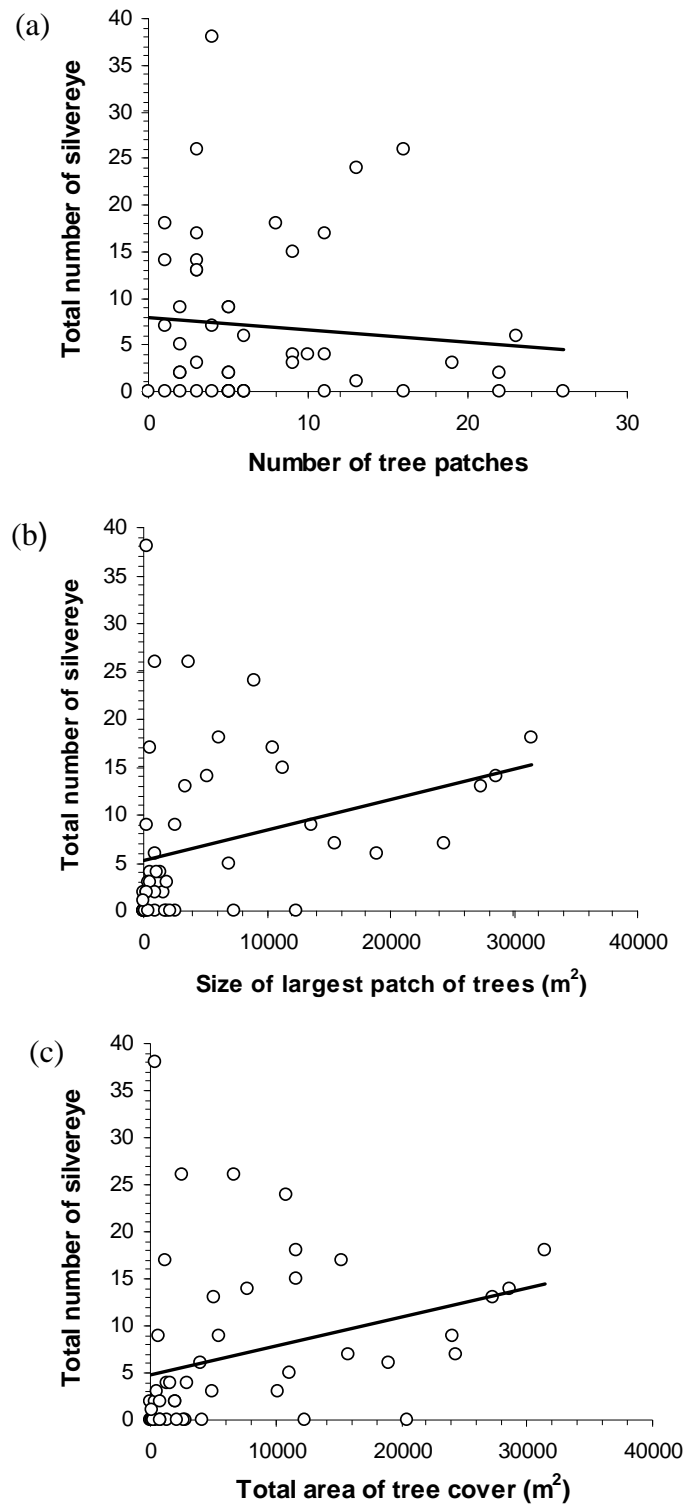 (a)
Total number of silvereye
40
35
30
25
20
15
10
5
0
0 10 20 30
Number of tree patches
(b)
Total number of silvereye
40
35
30
25
20
15
10
5
0
0 10000 20000 30000 40000
Size of largest patch of trees (m²)
(c)
Total number of silvereye
40
35
30
25
20
15
10
5
0
0 10000 20000 30000 40000
Total area of tree cover (m²)